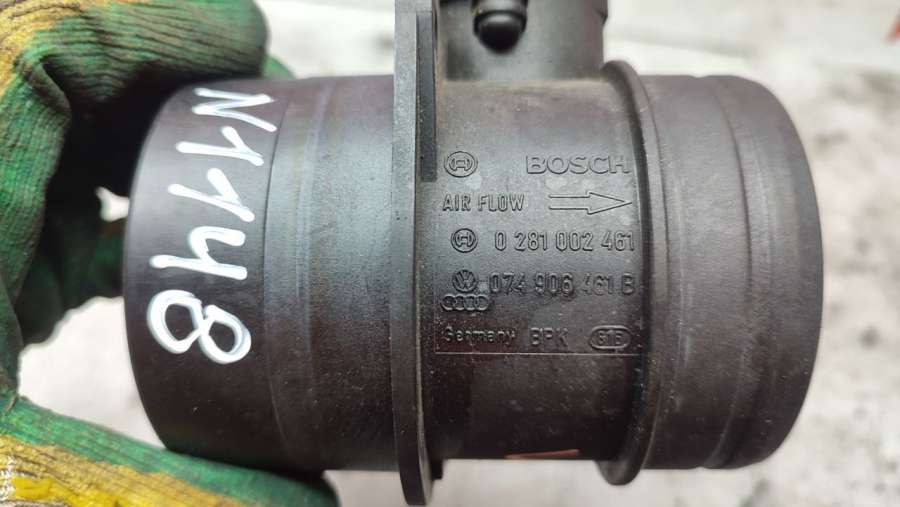 N1148
BOSCH
AIR FLOW
0 281 002 461
074 906 461 B
Germany BPK